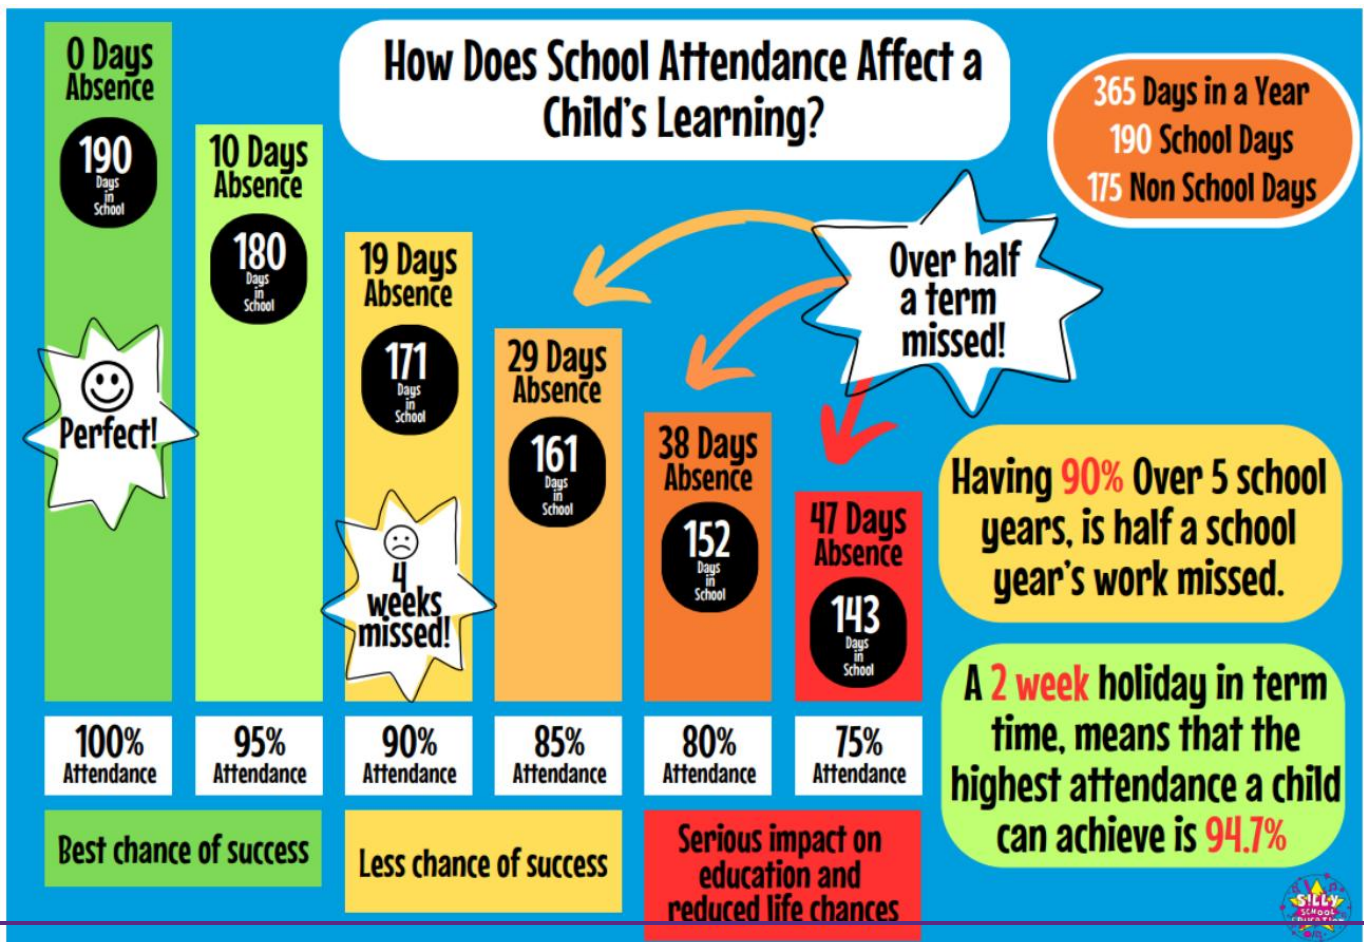 How Does School Attendance Affect a
Child's Learning?
365 Days in a Year
190 School Days
175 Non School Days
0 Days
Absence
190
Days
in
School
Perfect!
100%
Attendance
10 Days
Absence
180
Days
in
School
95%
Attendance
19 Days
Absence
171
Days
in
School
4
weeks
missed!
90%
Attendance
29 Days
Absence
161
Days
in
School
85%
Attendance
38 Days
Absence
152
Days
in
School
80%
Attendance
47 Days
Absence
143
Days
in
School
75%
Attendance
Over half
a term
missed!
Having 90% Over 5 school
years, is half a school
year's work missed.
A 2 week holiday in term
time, means that the
highest attendance a child
can achieve is 94.7%
Best chance of success
Less chance of success
Serious impact on
education and
reduced life chances
SILLY
SCHOOL
EDUCATION